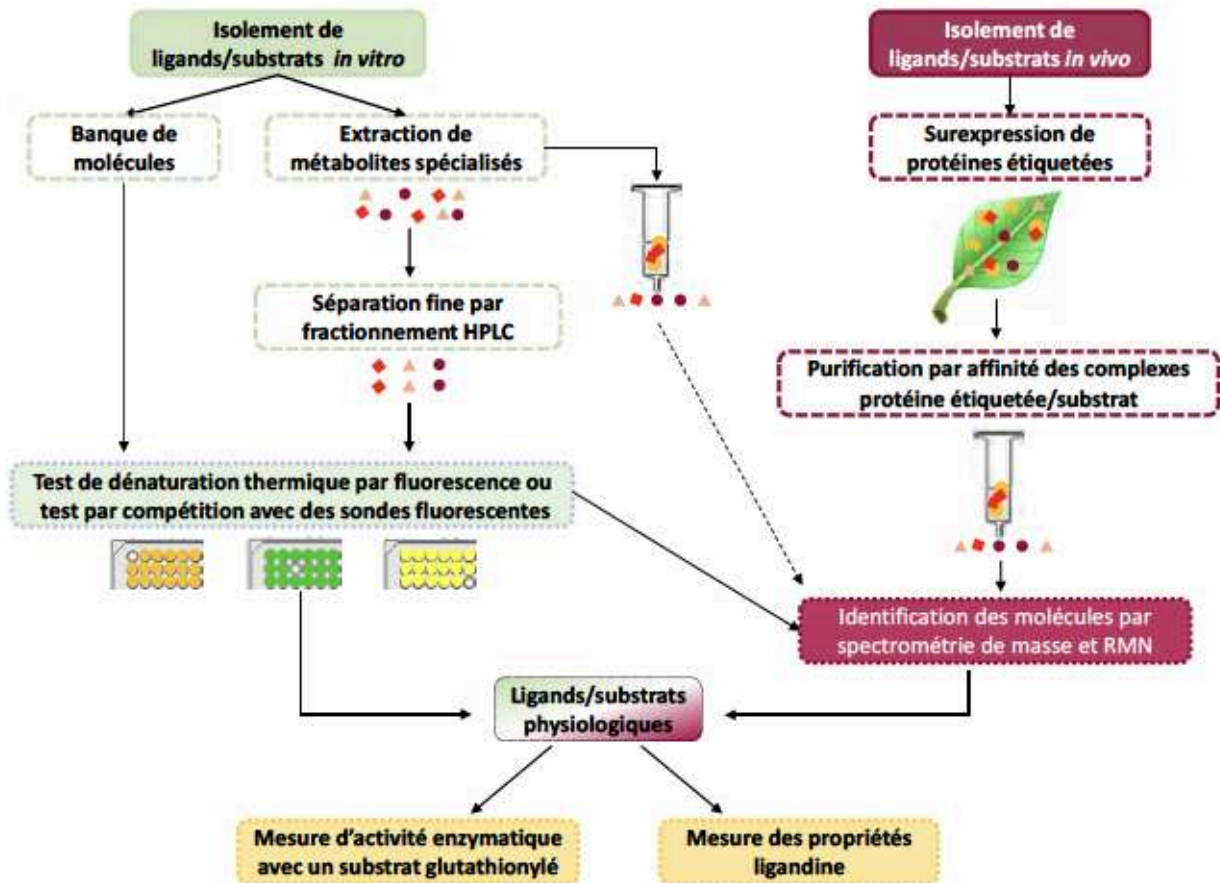 Isolement de
ligands/substrats in vitro
Isolement de
ligands/substrats in vivo
Banque de
molécules
Extraction de
métabolites spécialisés
Surexpression de
protéines étiquetées
Séparation fine par
fractionnement HPLC
Purification par affinité des complexes
protéine étiquetée/substrat
Test de dénaturation thermique par fluorescence ou
test par compétition avec des sondes fluorescentes
Identification des molécules par
spectrométrie de masse et RMN
Ligands/substrats
physiologiques
Mesure d'activité enzymatique
avec un substrat glutathionylé
Mesure des propriétés
ligandine